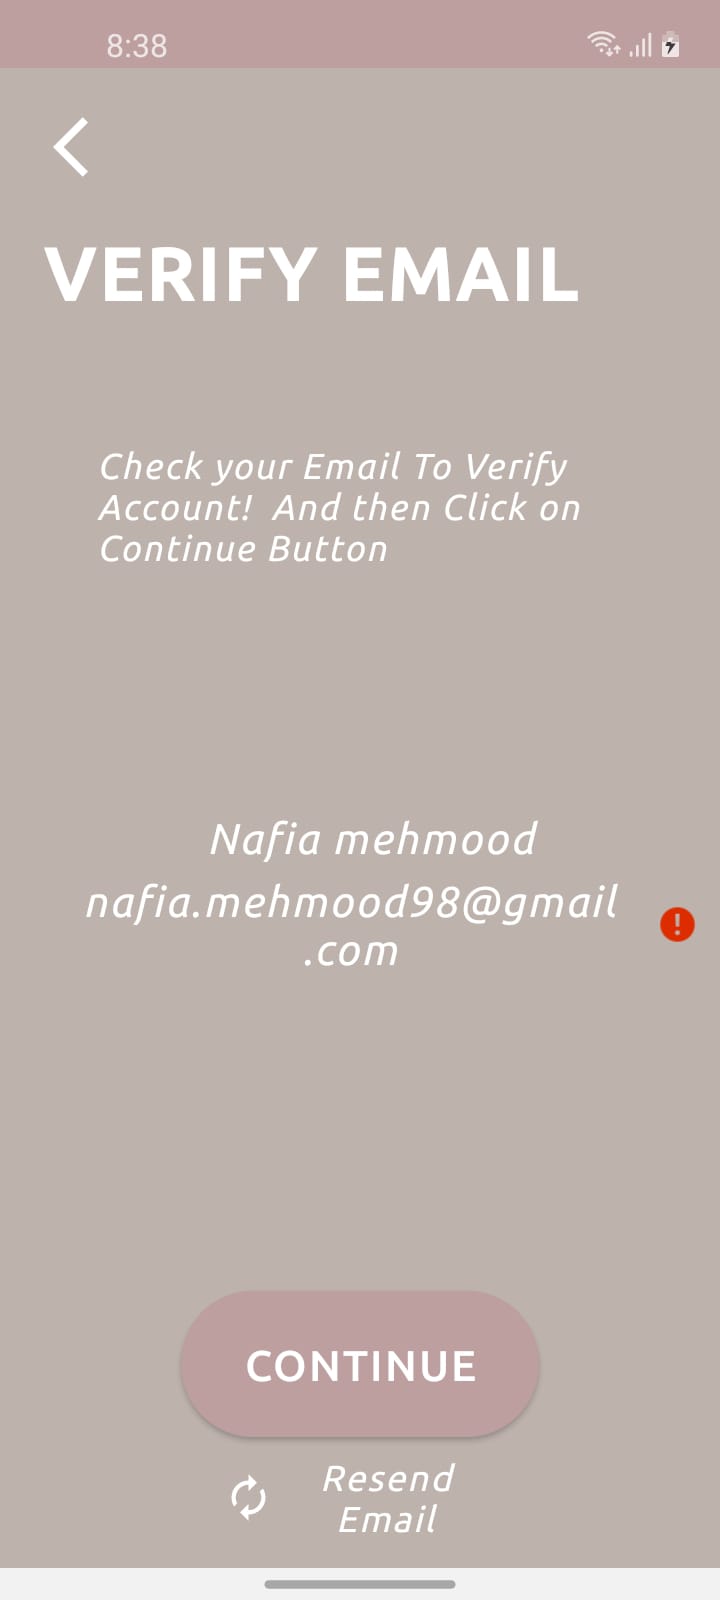 8:38
VERIFY EMAIL
Check your Email To Verify
Account!  And then Click on
Continue Button
Nafia mehmood
nafia.mehmood98@gmail
.com
CONTINUE
Resend
Email